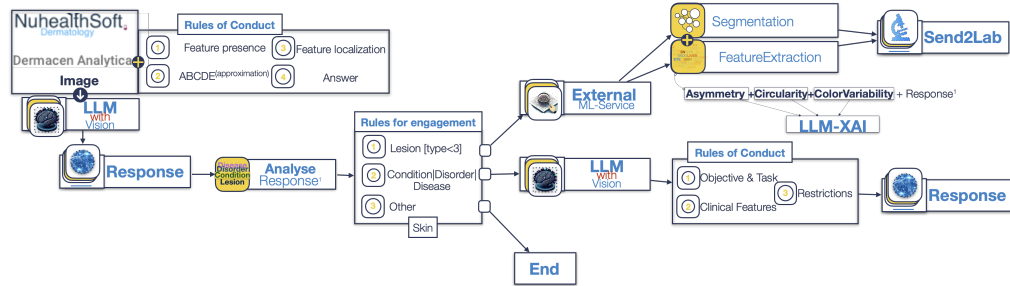 NuhealthSoft
Dermatology
Dermacen Analytica
Image
Rules of Conduct
1 Feature presence
3 Feature localization
2 ABCDE(approximation)
4 Answer
LLM
with
Vision
Response
Disease
Disorder
Condition
Lesion
Analyse
Response¹
Rules for engagement
1 Lesion [type<3]
2 Condition|Disorder|
Disease
3 Other
Skin
External
ML-Service
Segmentation
FeatureExtraction
Send2Lab
Asymmetry +Circularity+ColorVariability + Response¹
LLM-XAI
LLM
with
Vision
Rules of Conduct
1 Objective & Task
3 Restrictions
2 Clinical Features
Response
End